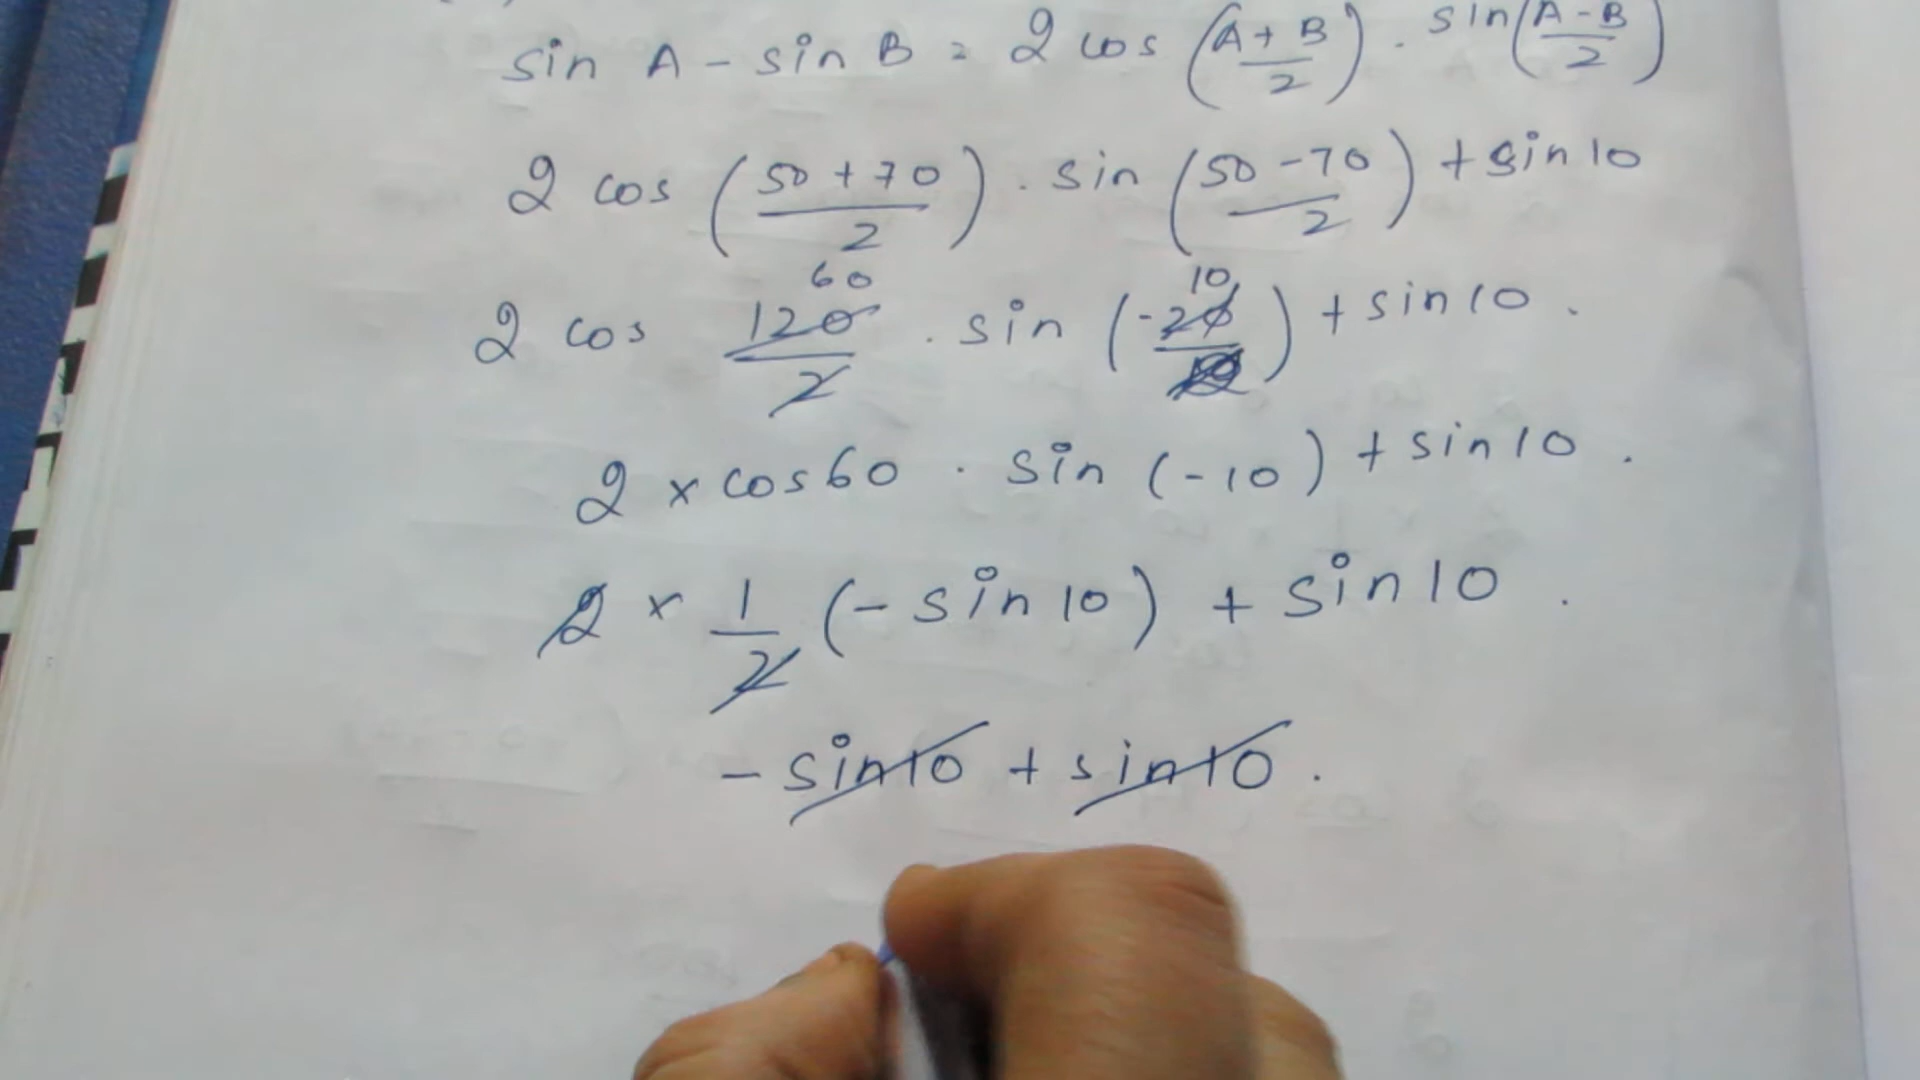 sin A - sin B = 2 cos (A + B / 2) . sin (A - B / 2)
2 cos (50 + 70 / 2) . sin (50 - 70 / 2) + sin 10
60 10
2 cos 120 / 2 . sin (-20 / ) + sin 10 .
2 × cos 60 . sin (-10) + sin 10 .
2 × 1 / 2 (- sin 10) + sin 10 .
- sin 10 + sin 10 .